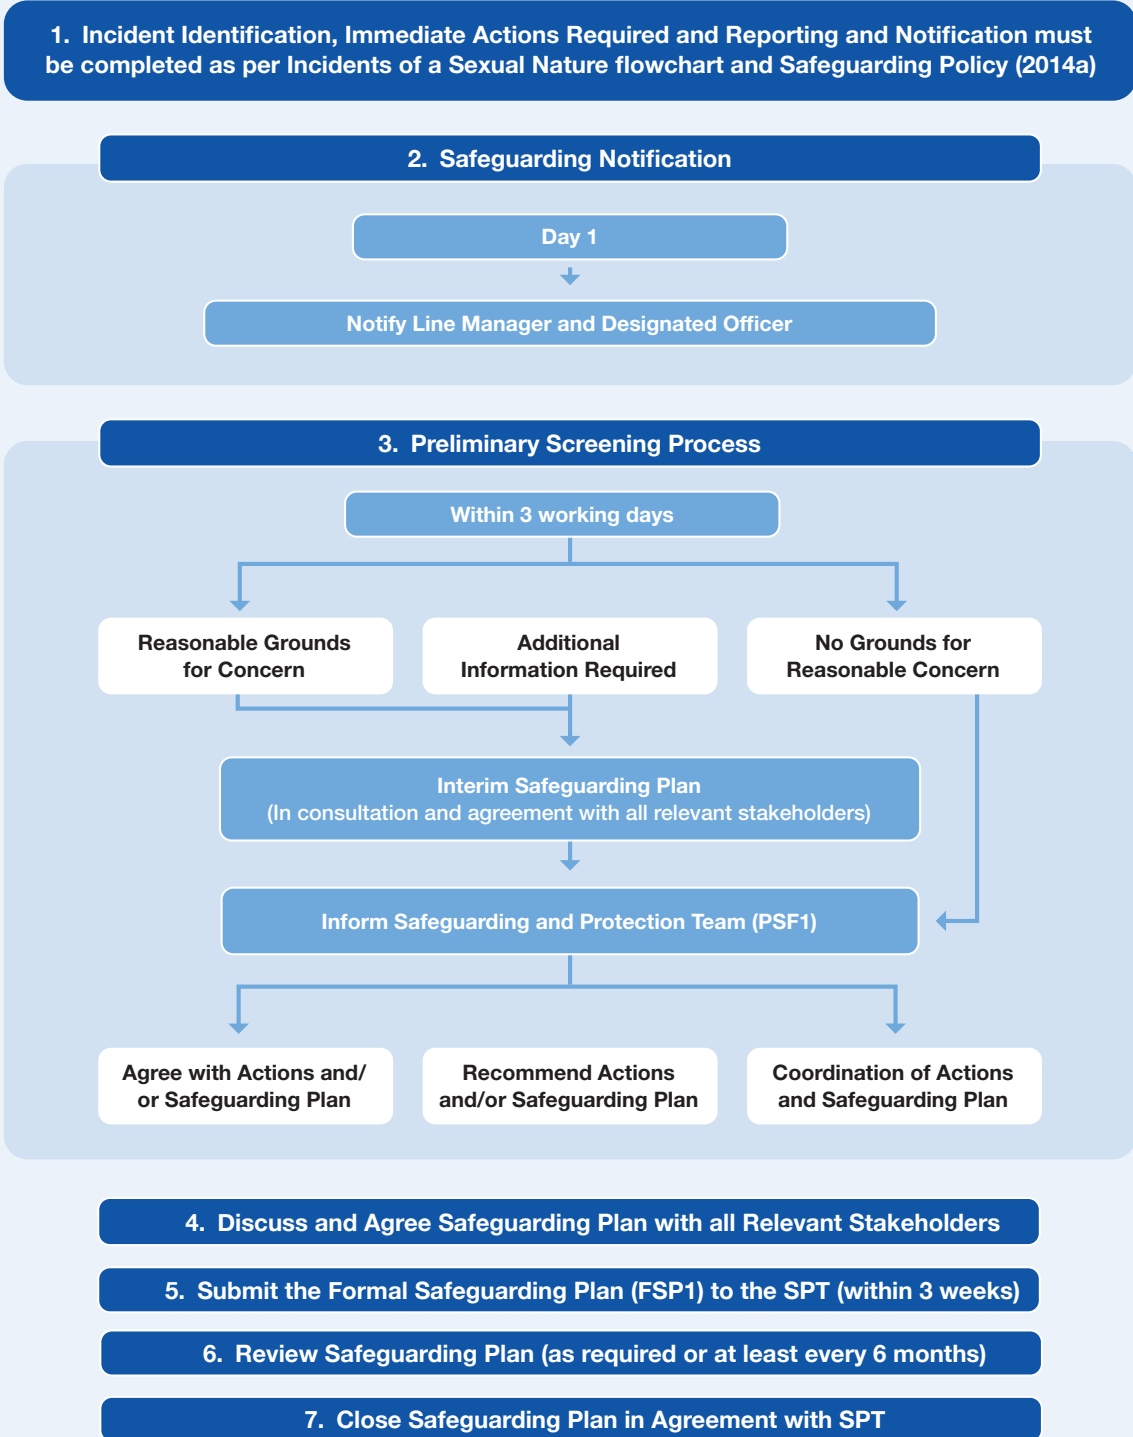 1. Incident Identification, Immediate Actions Required and Reporting and Notification must
be completed as per Incidents of a Sexual Nature flowchart and Safeguarding Policy (2014a)
2. Safeguarding Notification
Day 1
Notify Line Manager and Designated Officer
3. Preliminary Screening Process
Within 3 working days
Reasonable Grounds
for Concern
Additional
Information Required
No Grounds for
Reasonable Concern
Interim Safeguarding Plan
(In consultation and agreement with all relevant stakeholders)
Inform Safeguarding and Protection Team (PSF1)
Agree with Actions and/
or Safeguarding Plan
Recommend Actions
and/or Safeguarding Plan
Coordination of Actions
and Safeguarding Plan
4. Discuss and Agree Safeguarding Plan with all Relevant Stakeholders
5. Submit the Formal Safeguarding Plan (FSP1) to the SPT (within 3 weeks)
6. Review Safeguarding Plan (as required or at least every 6 months)
7. Close Safeguarding Plan in Agreement with SPT